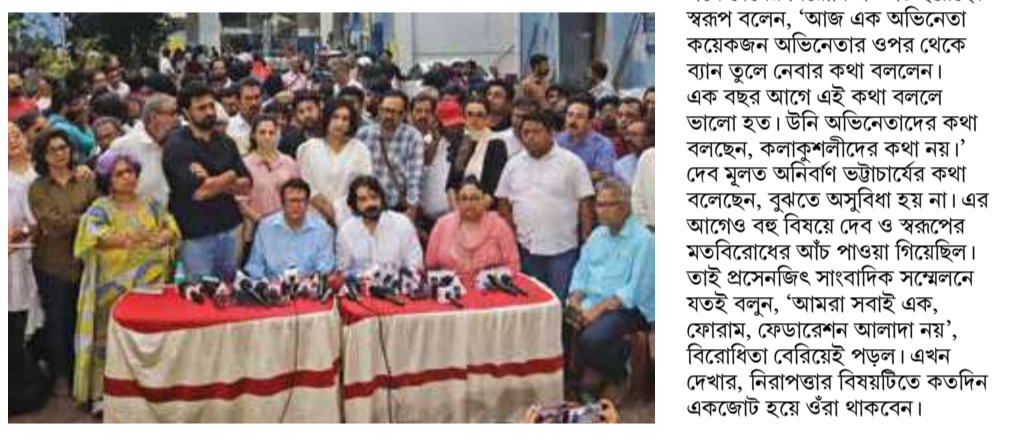 স্বরূপ বলেন, ‘আজ এক অভিনেতা
কয়েকজন অভিনেতার ওপর থেকে
ব্যান তুলে নেবার কথা বললেন।
এক বছর আগে এই কথা বললে
ভালো হত। উনি অভিনেতাদের কথা
বলছেন, কলাকুশলীদের কথা নয়।’
দেব মূলত অনির্বাণ ভট্টাচার্যের কথা
বলেছেন, বুঝতে অসুবিধা হয় না। এর
আগেও বহু বিষয়ে দেব ও স্বরূপের
মতবিরোধের আঁচ পাওয়া গিয়েছিল।
তাই প্রসেনজিৎ সাংবাদিক সম্মেলনে
যতই বলুন, ‘আমরা সবাই এক,
ফোরাম, ফেডারেশন আলাদা নয়’,
বিরোধিতা বেরিয়েই পড়ল। এখন
দেখার, নিরাপত্তার বিষয়টিতে কতদিন
একজোট হয়ে ওঁরা থাকবেন।